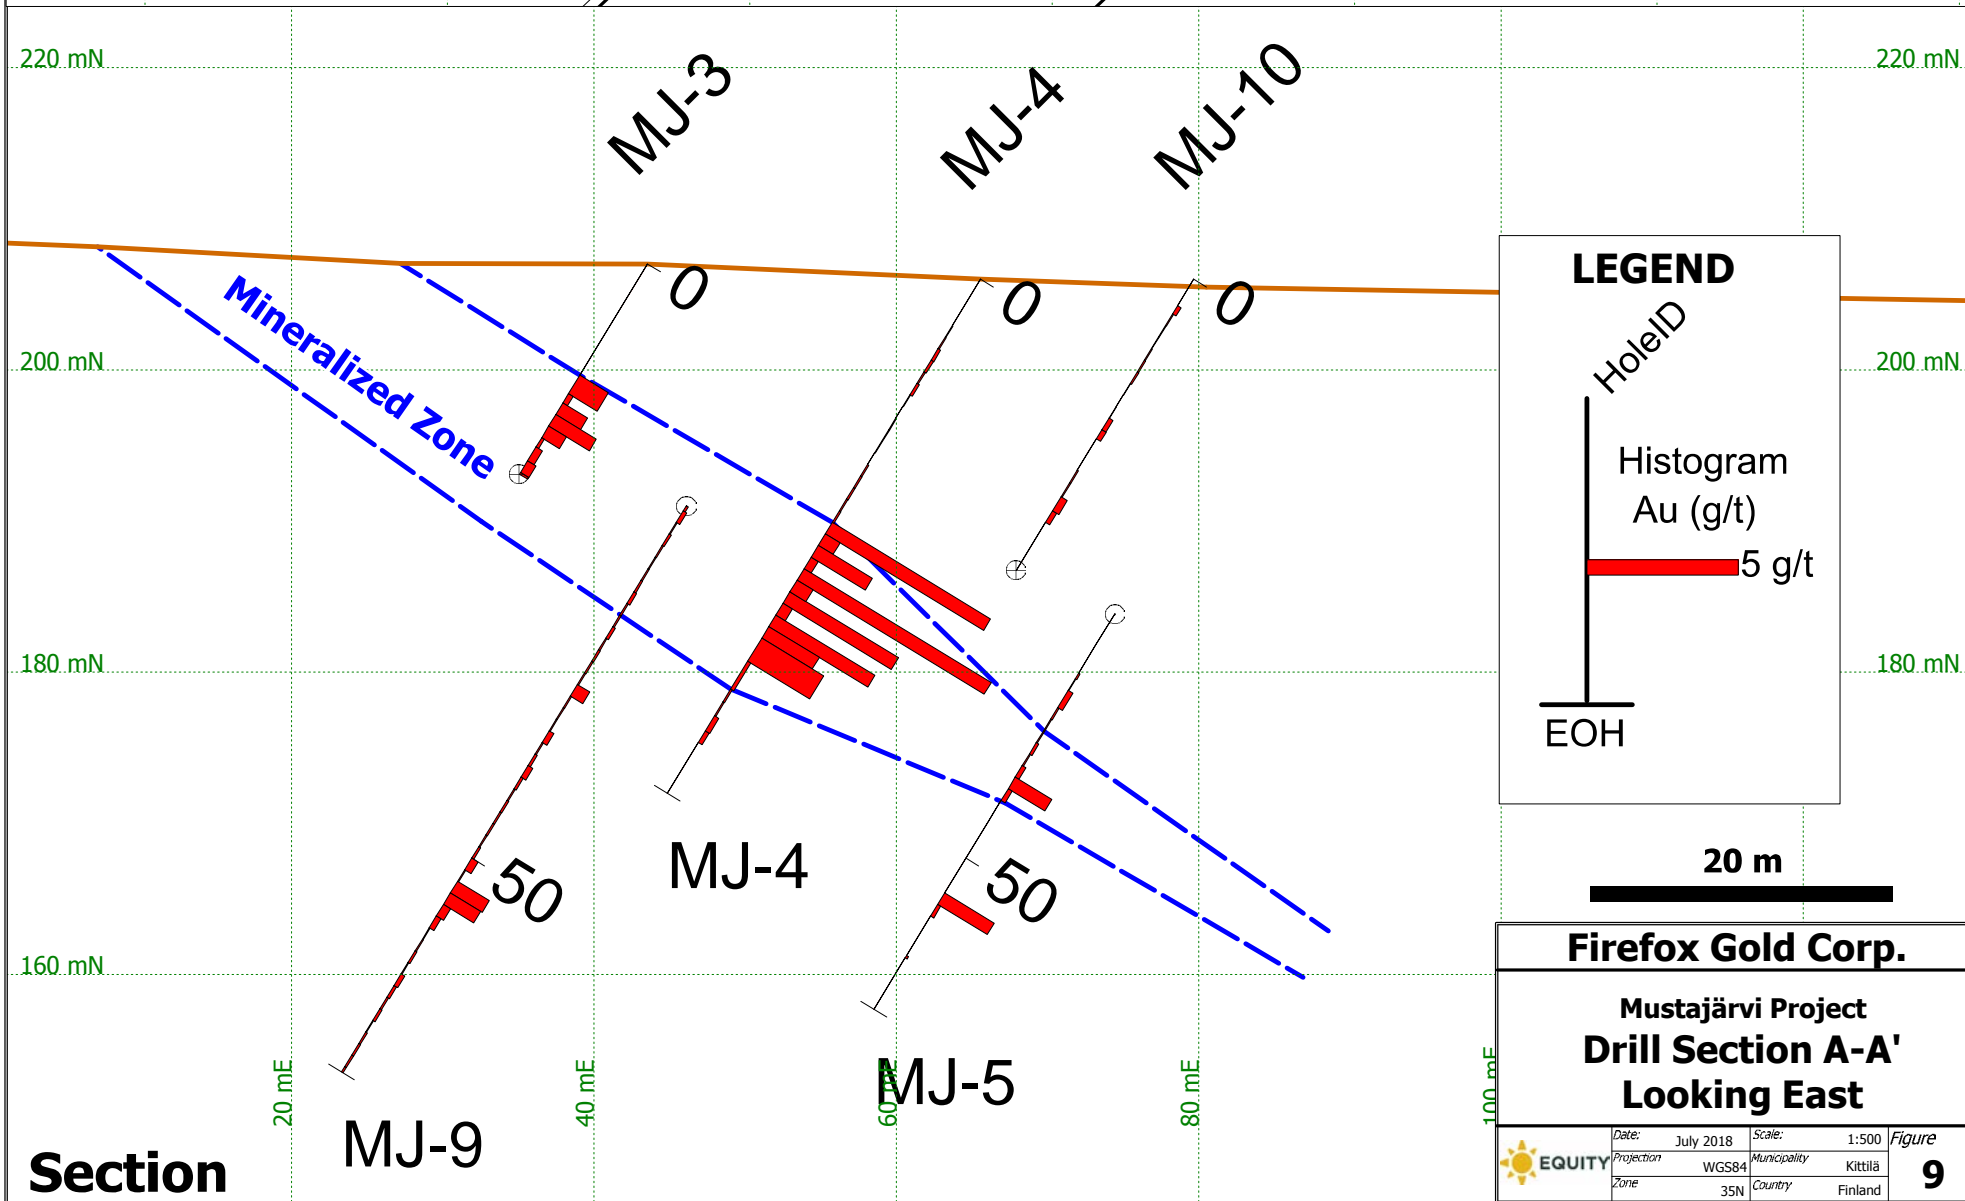 220 mN
220 mN
MJ-3
MJ-4
MJ-10
0
0
0
Mineralized Zone
200 mN
200 mN
LEGEND
HoleID
Histogram
Au (g/t)
5 g/t
EOH
180 mN
180 mN
MJ-4
50
50
20 m
160 mN
MJ-5
MJ-9
20 mE
40 mE
60 mE
80 mE
100 mE
Section
Firefox Gold Corp.
Mustajärvi Project
Drill Section A-A'
Looking East
EQUITY
Date: July 2018 Scale: 1:500 Figure
Projection WGS84 Municipality Kittilä 9
Zone 35N Country Finland